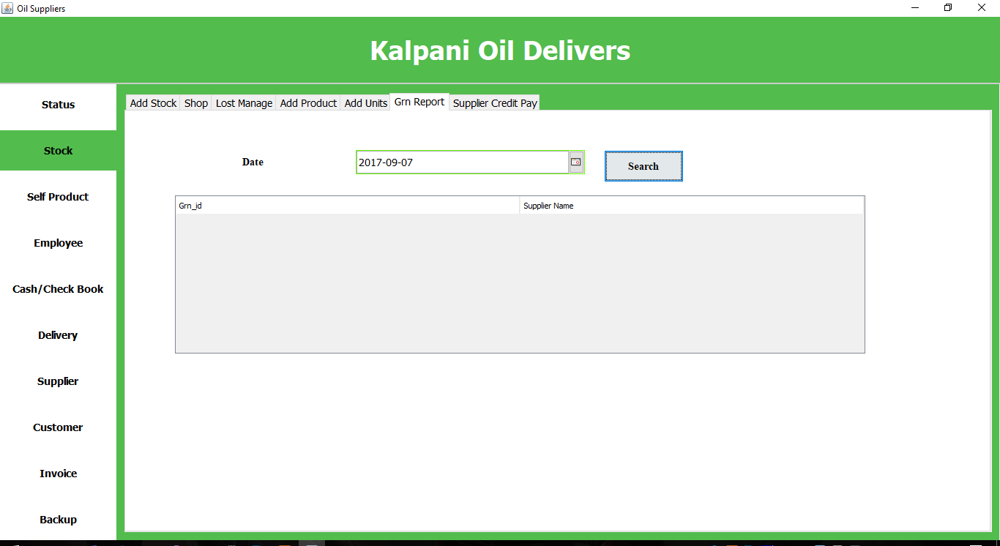 Oil Suppliers
Kalpani Oil Delivers
Status
Stock
Self Product
Employee
Cash/Check Book
Delivery
Supplier
Customer
Invoice
Backup
Add Stock Shop Lost Manage Add Product Add Units Grn Report Supplier Credit Pay
Date 2017-09-07 Search
Grn_id Supplier Name